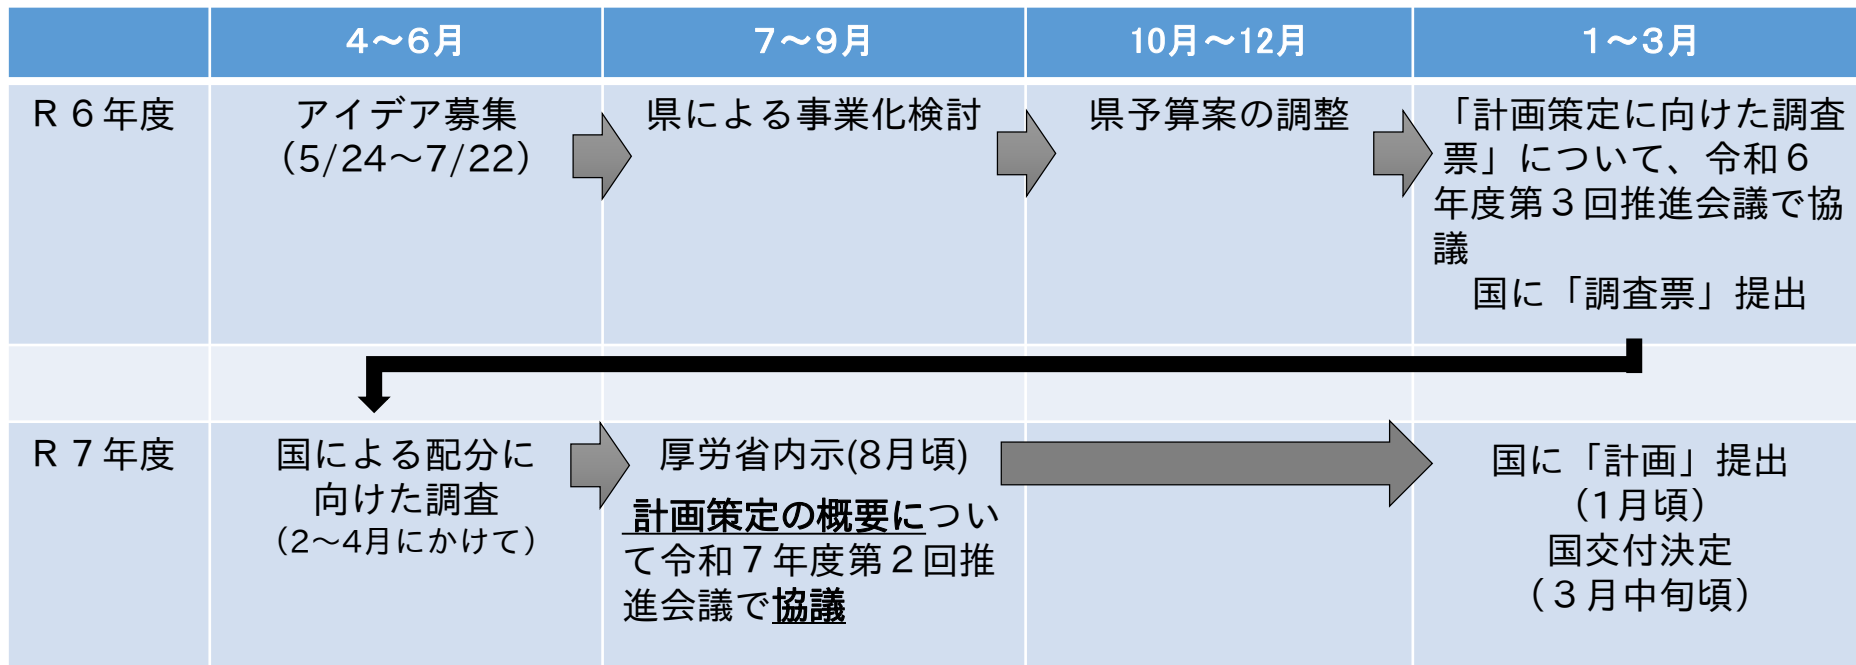 4～6月
7～9月
10月～12月
1～3月
R６年度
アイデア募集
（5/24～7/22）
県による事業化検討
県予算案の調整
「計画策定に向けた調査
票」について、令和６
年度第３回推進会議で協
議
国に「調査票」提出
R７年度
国による配分に
向けた調査
（2～4月にかけて）
厚労省内示(8月頃)
計画策定の概要につい
て令和７年度第２回推
進会議で協議
国に「計画」提出
（1月頃）
国交付決定
（３月中旬頃）